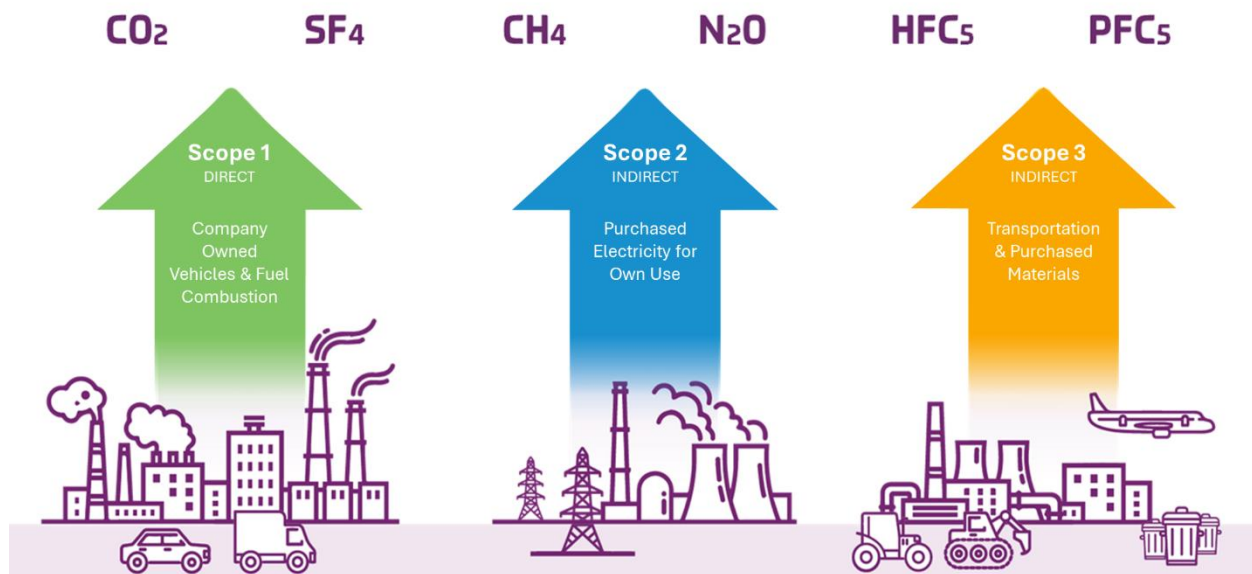 CO₂ SF₄ CH₄ N₂O HFC₅ PFC₅
Scope 1
DIRECT
Company
Owned
Vehicles & Fuel
Combustion
Scope 2
INDIRECT
Purchased
Electricity for
Own Use
Scope 3
INDIRECT
Transportation
& Purchased
Materials